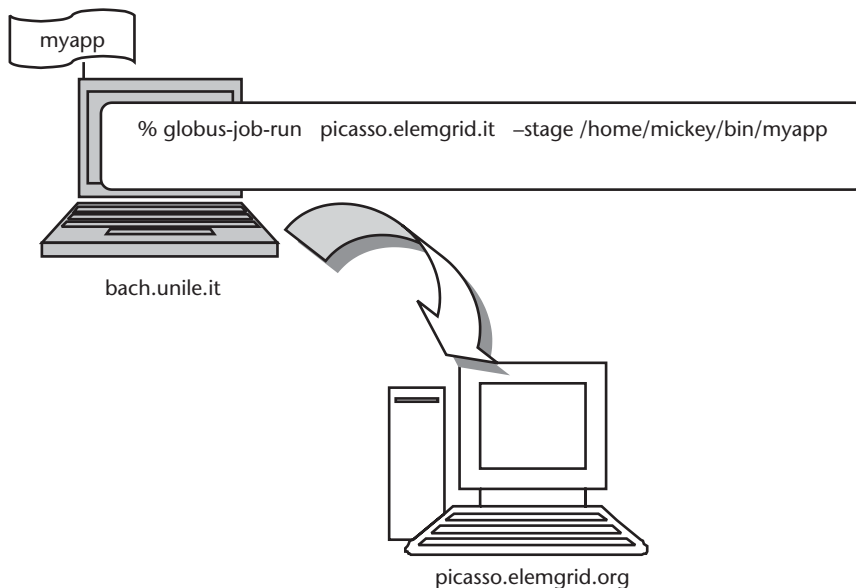 myapp
% globus-job-run picasso.elemgrid.it –stage /home/mickey/bin/myapp
bach.unile.it
picasso.elemgrid.org